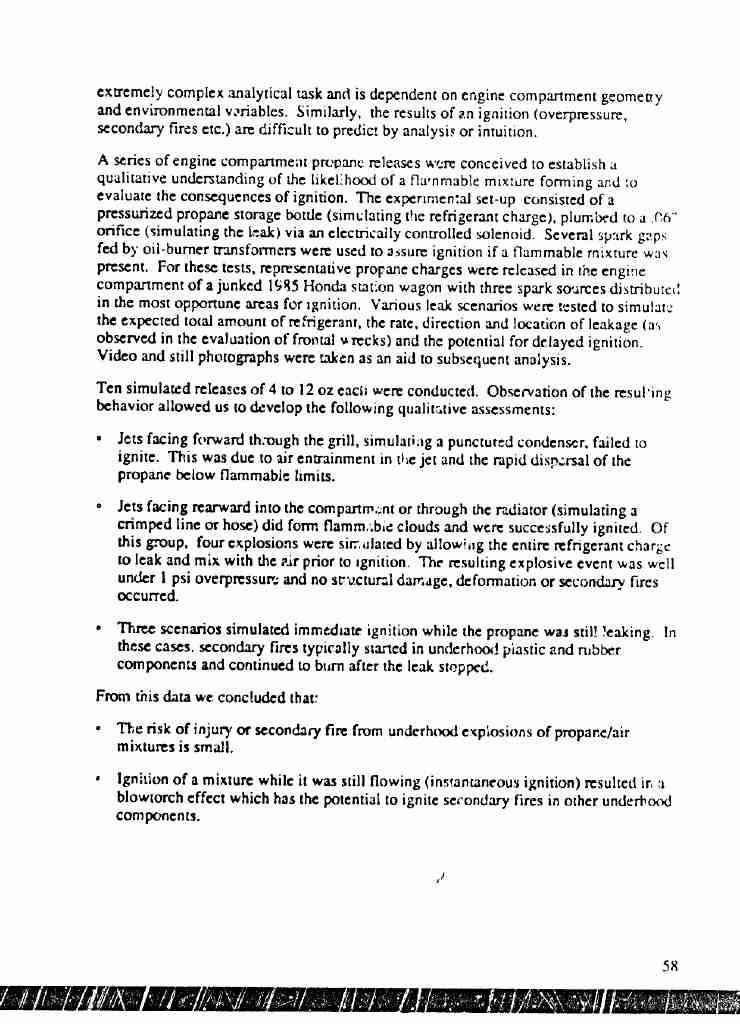 extremely complex analytical task and is dependent on engine compartment geometry
and environmental variables. Similarly, the results of an ignition (overpressure,
secondary fires etc.) are difficult to predict by analysis or intuition.
A series of engine compartment propane releases were conceived to establish a
qualitative understanding of the likelihood of a flammable mixture forming and to
evaluate the consequences of ignition. The experimental set-up consisted of a
pressurized propane storage bottle (simulating the refrigerant charge), plumbed to a .06"
orifice (simulating the leak) via an electrically controlled solenoid. Several spark gaps
fed by oil-burner transformers were used to assure ignition if a flammable mixture was
present. For these tests, representative propane charges were released in the engine
compartment of a junked 1985 Honda station wagon with three spark sources distributed
in the most opportune areas for ignition. Various leak scenarios were tested to simulate
the expected total amount of refrigerant, the rate, direction and location of leakage (as
observed in the evaluation of frontal wrecks) and the potential for delayed ignition.
Video and still photographs were taken as an aid to subsequent analysis.
Ten simulated releases of 4 to 12 oz each were conducted. Observation of the resulting
behavior allowed us to develop the following qualitative assessments:
• Jets facing forward through the grill, simulating a punctured condenser, failed to
ignite. This was due to air entrainment in the jet and the rapid dispersal of the
propane below flammable limits.
• Jets facing rearward into the compartment or through the radiator (simulating a
crimped line or hose) did form flammable clouds and were successfully ignited. Of
this group, four explosions were simulated by allowing the entire refrigerant charge
to leak and mix with the air prior to ignition. The resulting explosive event was well
under 1 psi overpressure and no structural damage, deformation or secondary fires
occurred.
• Three scenarios simulated immediate ignition while the propane was still leaking. In
these cases, secondary fires typically started in underhood plastic and rubber
components and continued to burn after the leak stopped.
From this data we concluded that:
• The risk of injury or secondary fire from underhood explosions of propane/air
mixtures is small.
• Ignition of a mixture while it was still flowing (instantaneous ignition) resulted in a
blowtorch effect which has the potential to ignite secondary fires in other underhood
components.
58